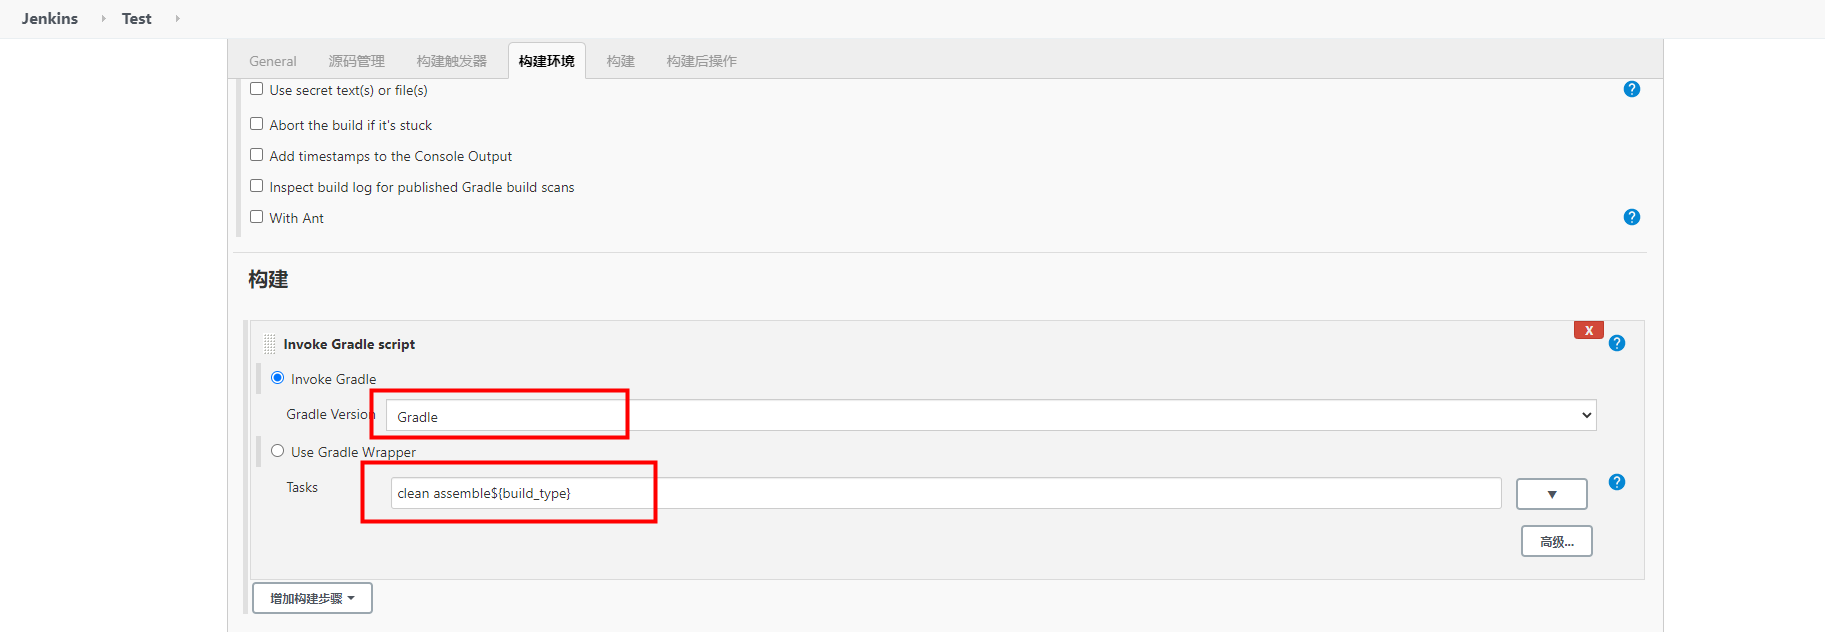 Jenkins Test
General 源码管理 构建触发器 构建环境 构建 构建后操作
Use secret text(s) or file(s)
Abort the build if it's stuck
Add timestamps to the Console Output
Inspect build log for published Gradle build scans
With Ant
构建
X
Invoke Gradle script
Invoke Gradle
Gradle Version Gradle
Use Gradle Wrapper
Tasks clean assemble${build_type}
高级...
增加构建步骤